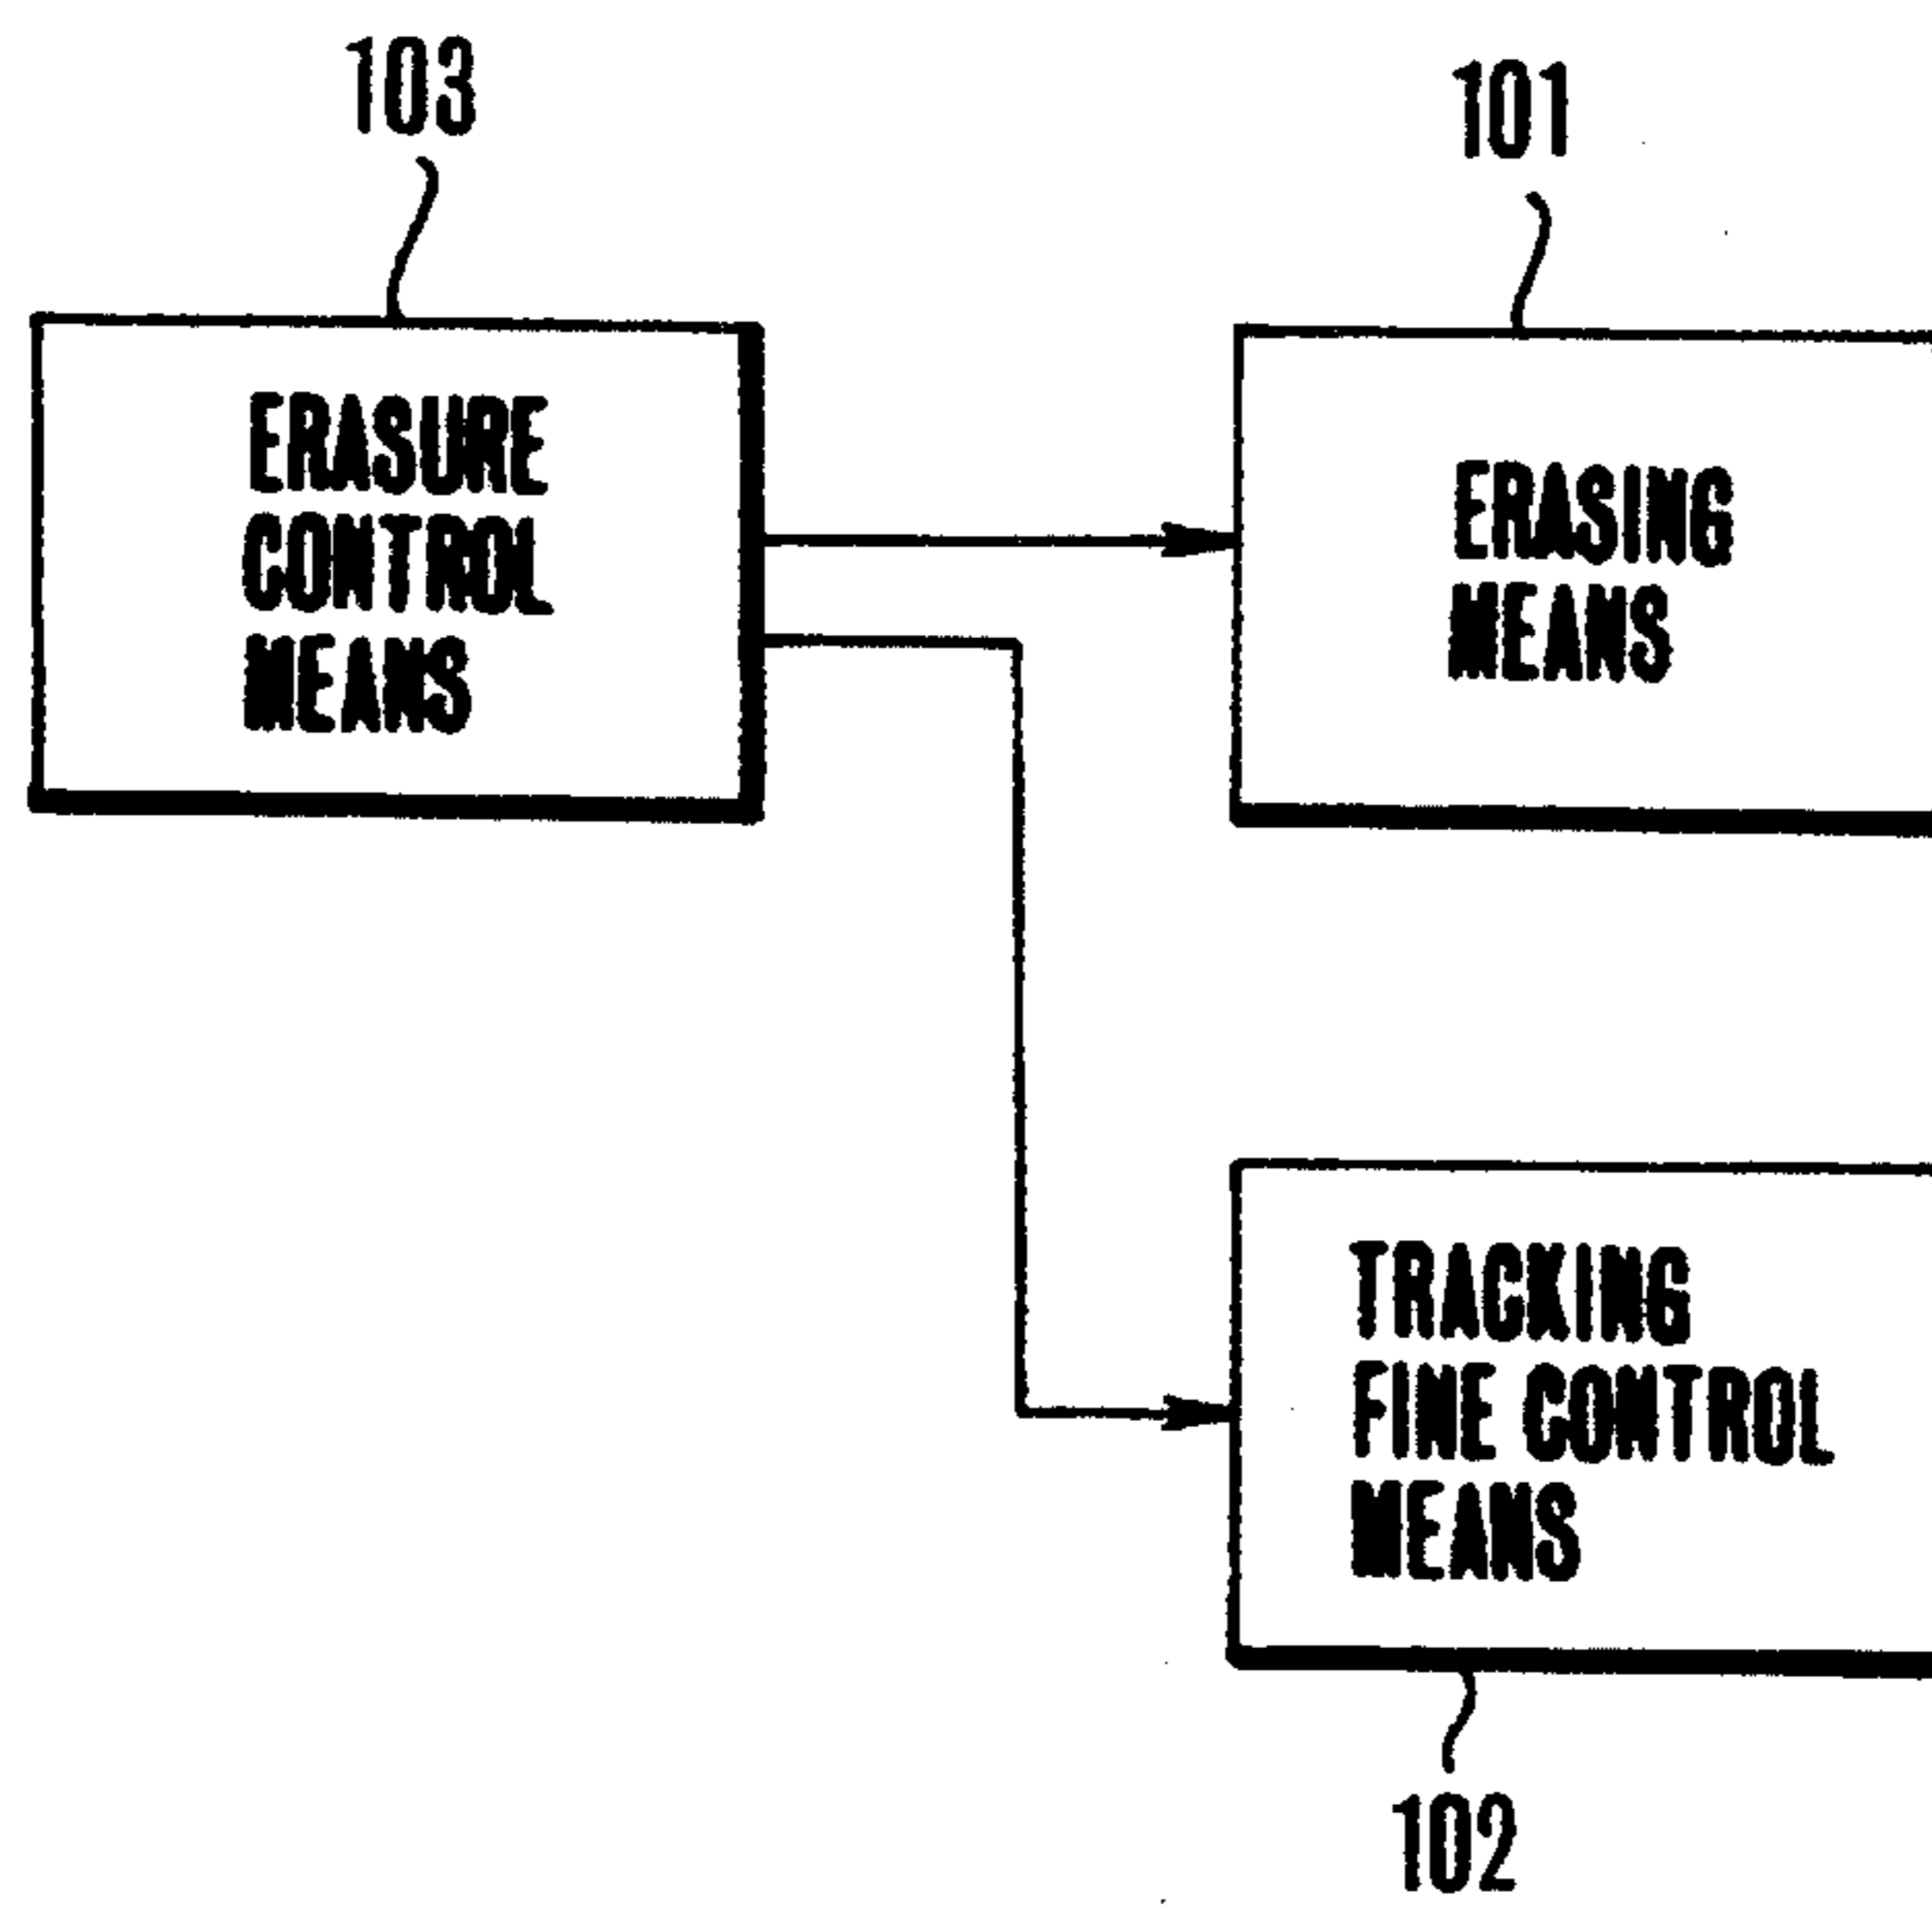 103
101
ERASURE
CONTROL
MEANS
ERASING
MEANS
TRACKING
FINE CONTROL
MEANS
102